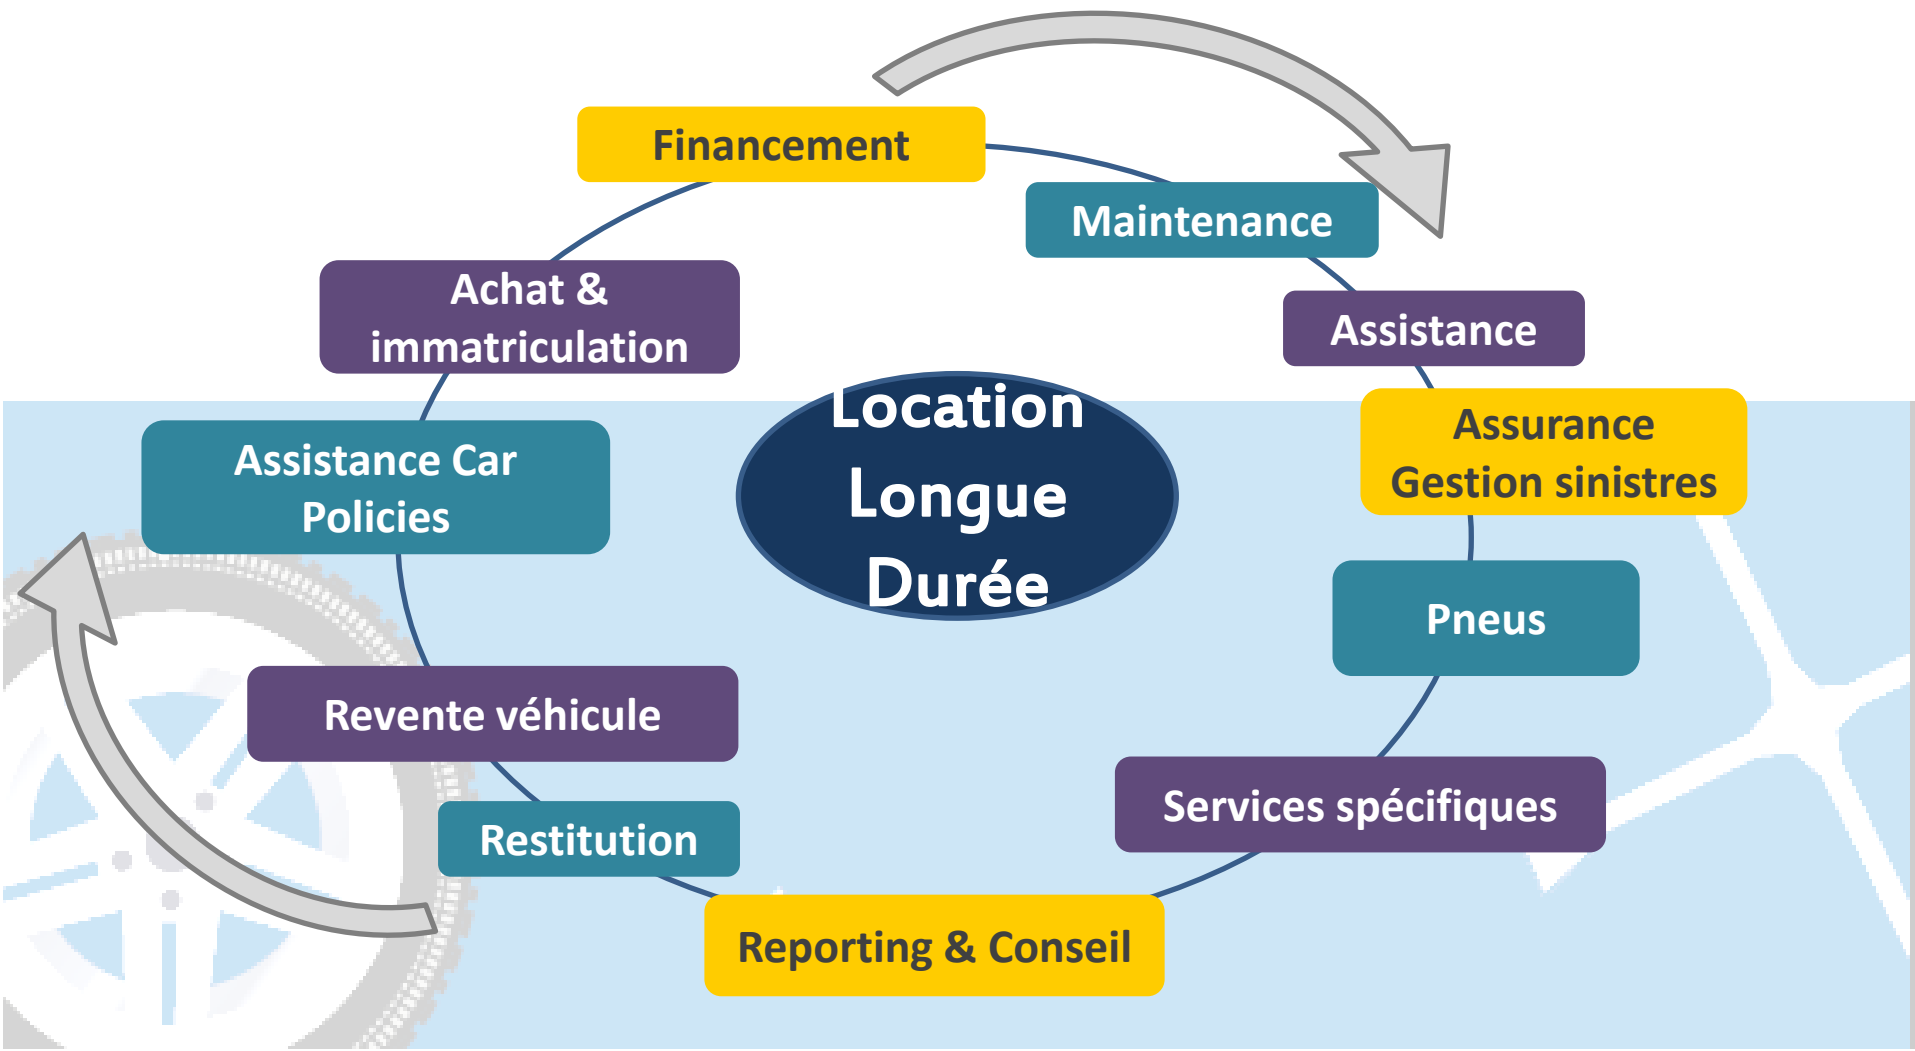 Financement
Maintenance
Achat &
immatriculation
Assistance
Location
Longue
Durée
Assurance
Gestion sinistres
Assistance Car
Policies
Pneus
Revente véhicule
Services spécifiques
Restitution
Reporting & Conseil